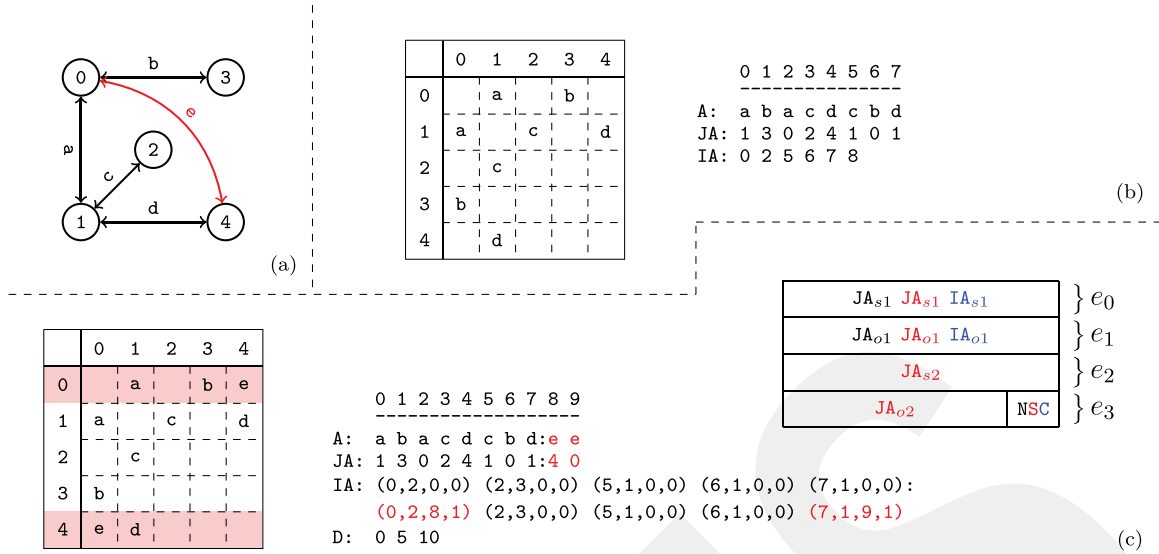 b
0 3
e
a
2
c
d
1 4
(a)
0 1 2 3 4
0 a b
1 a c d
2 c
3 b
4 d
0 1 2 3 4 5 6 7
A: a b a c d c b d
JA: 1 3 0 2 4 1 0 1
IA: 0 2 5 6 7 8
(b)
0 1 2 3 4
0 a b e
1 a c d
2 c
3 b
4 e d
0 1 2 3 4 5 6 7 8 9
A: a b a c d c b d:e e
JA: 1 3 0 2 4 1 0 1:4 0
IA: (0,2,0,0) (2,3,0,0) (5,1,0,0) (6,1,0,0) (7,1,0,0):
(0,2,8,1) (2,3,0,0) (5,1,0,0) (6,1,0,0) (7,1,9,1)
D: 0 5 10
JAs1 JAs1 IAs1 } e0
JAo1 JAo1 IAo1 } e1
JAs2 } e2
JAo2 NSC } e3
(c)